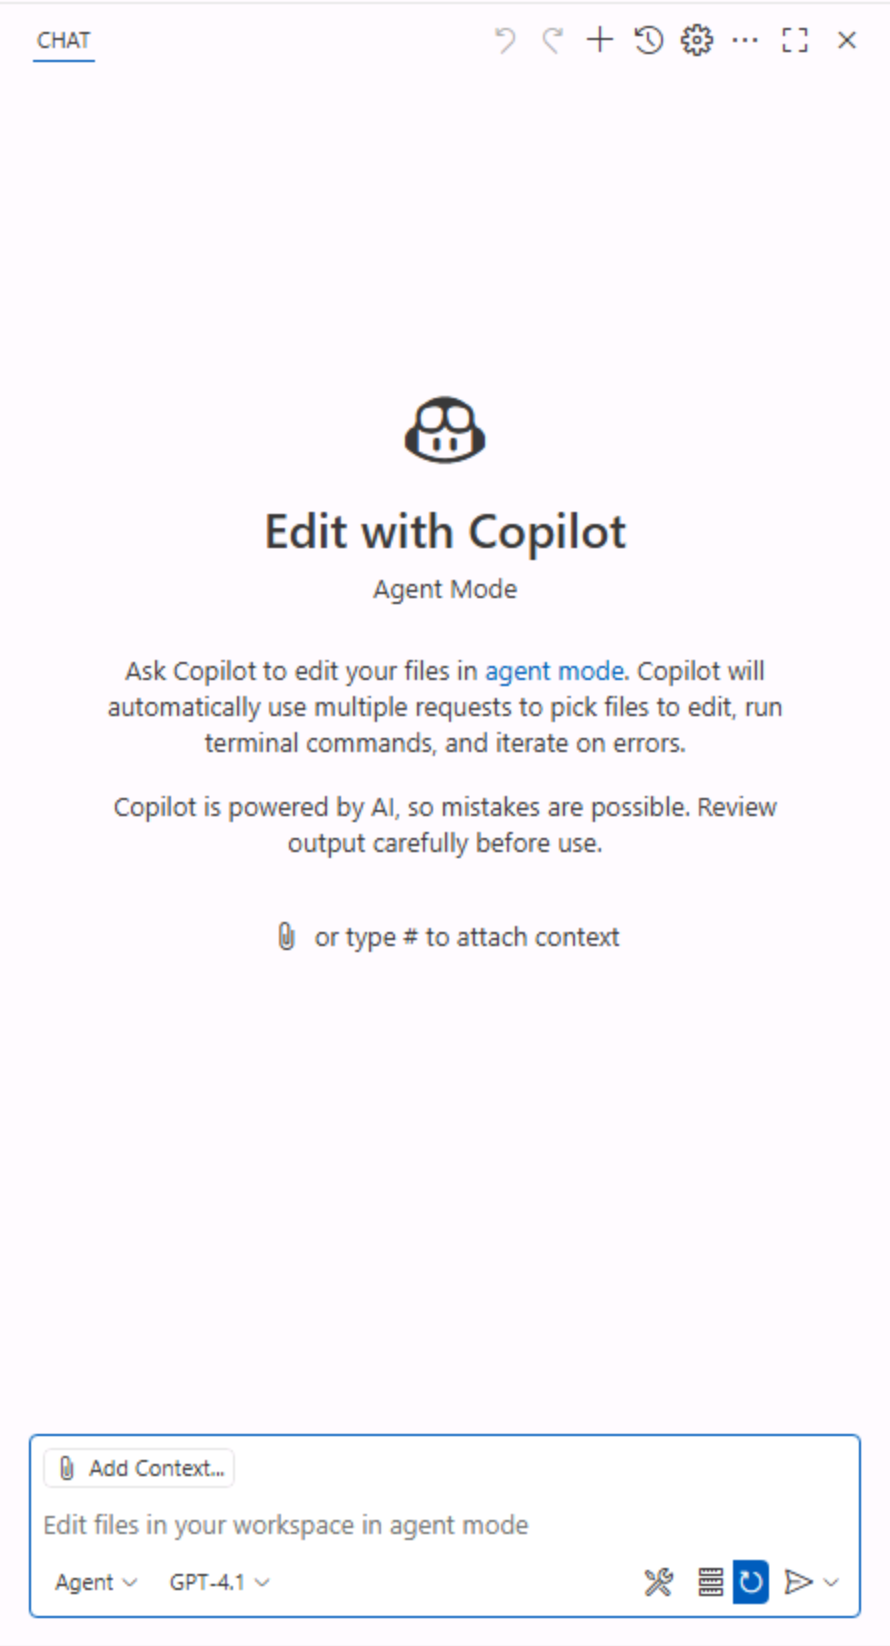 CHAT
Edit with Copilot
Agent Mode
Ask Copilot to edit your files in agent mode. Copilot will
automatically use multiple requests to pick files to edit, run
terminal commands, and iterate on errors.
Copilot is powered by AI, so mistakes are possible. Review
output carefully before use.
or type # to attach context
Add Context...
Edit files in your workspace in agent mode
Agent GPT-4.1